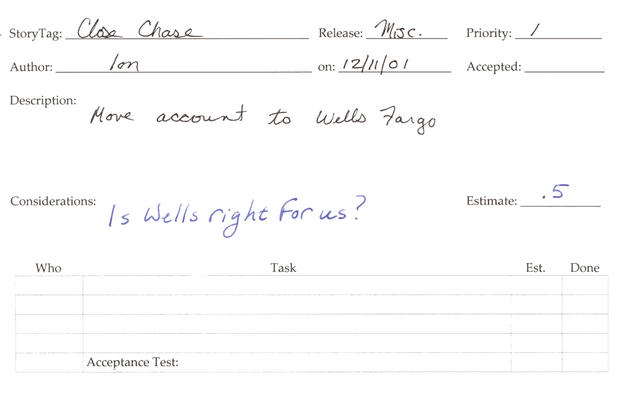 StoryTag: Close Chase Release: Misc. Priority: 1
Author: Ion on: 12/11/01 Accepted:
Description:
Move account to Wells Fargo
Considerations: Is Wells right for us? Estimate: .5
Who Task Est. Done
Acceptance Test: